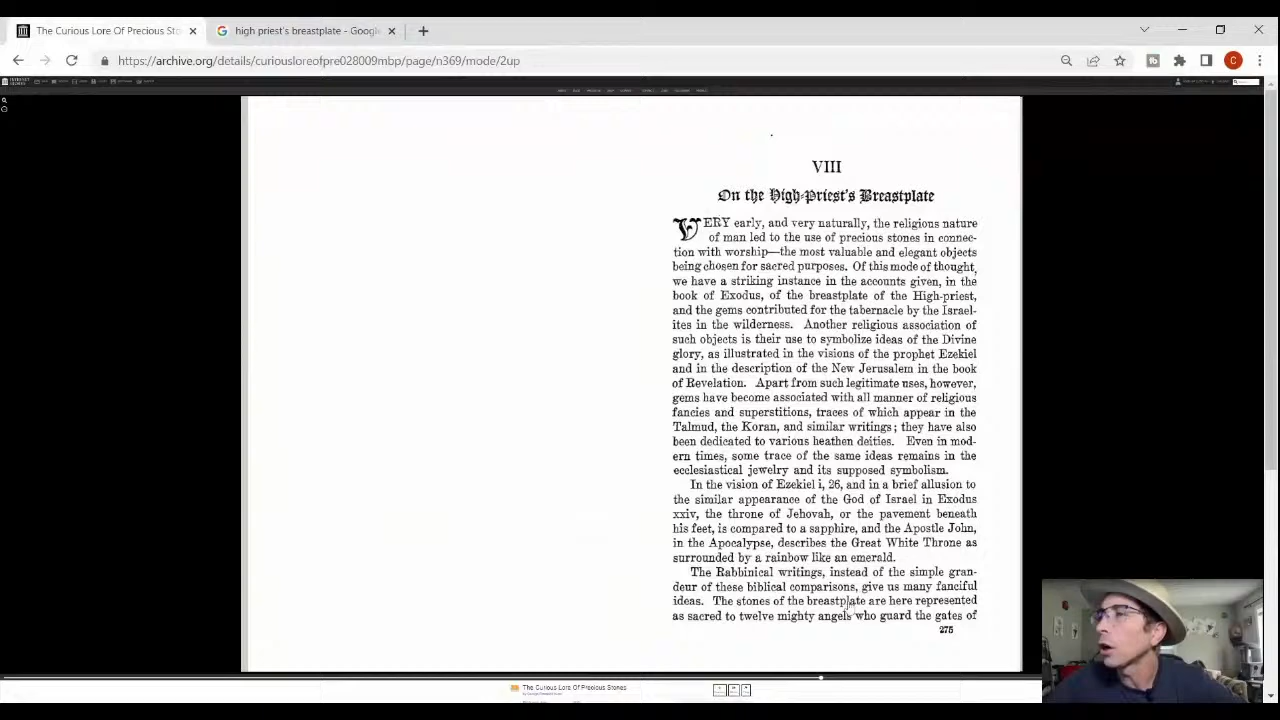 The Curious Lore Of Precious Sto
high priest's breastplate - Google
https://archive.org/details/curiousloreofpre028009mbp/page/n369/mode/2up
C
VIII
On the High-Priest's Breastplate
VERY early, and very naturally, the religious nature
of man led to the use of precious stones in connec-
tion with worship—the most valuable and elegant objects
being chosen for sacred purposes. Of this mode of thought,
we have a striking instance in the accounts given, in the
book of Exodus, of the breastplate of the High-priest,
and the gems contributed for the tabernacle by the Israel-
ites in the wilderness. Another religious association of
such objects is their use to symbolize ideas of the Divine
glory, as illustrated in the visions of the prophet Ezekiel
and in the description of the New Jerusalem in the book
of Revelation. Apart from such legitimate uses, however,
gems have become associated with all manner of religious
fancies and superstitions, traces of which appear in the
Talmud, the Koran, and similar writings; they have also
been dedicated to various heathen deities. Even in mod-
ern times, some trace of the same ideas remains in the
ecclesiastical jewelry and its supposed symbolism.
In the vision of Ezekiel i, 26, and in a brief allusion to
the similar appearance of the God of Israel in Exodus
xxiv, the throne of Jehovah, or the pavement beneath
his feet, is compared to a sapphire, and the Apostle John,
in the Apocalypse, describes the Great White Throne as
surrounded by a rainbow like an emerald.
The Rabbinical writings, instead of the simple gran-
deur of these biblical comparisons, give us many fanciful
ideas. The stones of the breastplate are here represented
as sacred to twelve mighty angels who guard the gates of
275
The Curious Lore Of Precious Stones